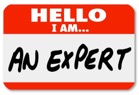 HELLO
I AM...
AN EXPERT